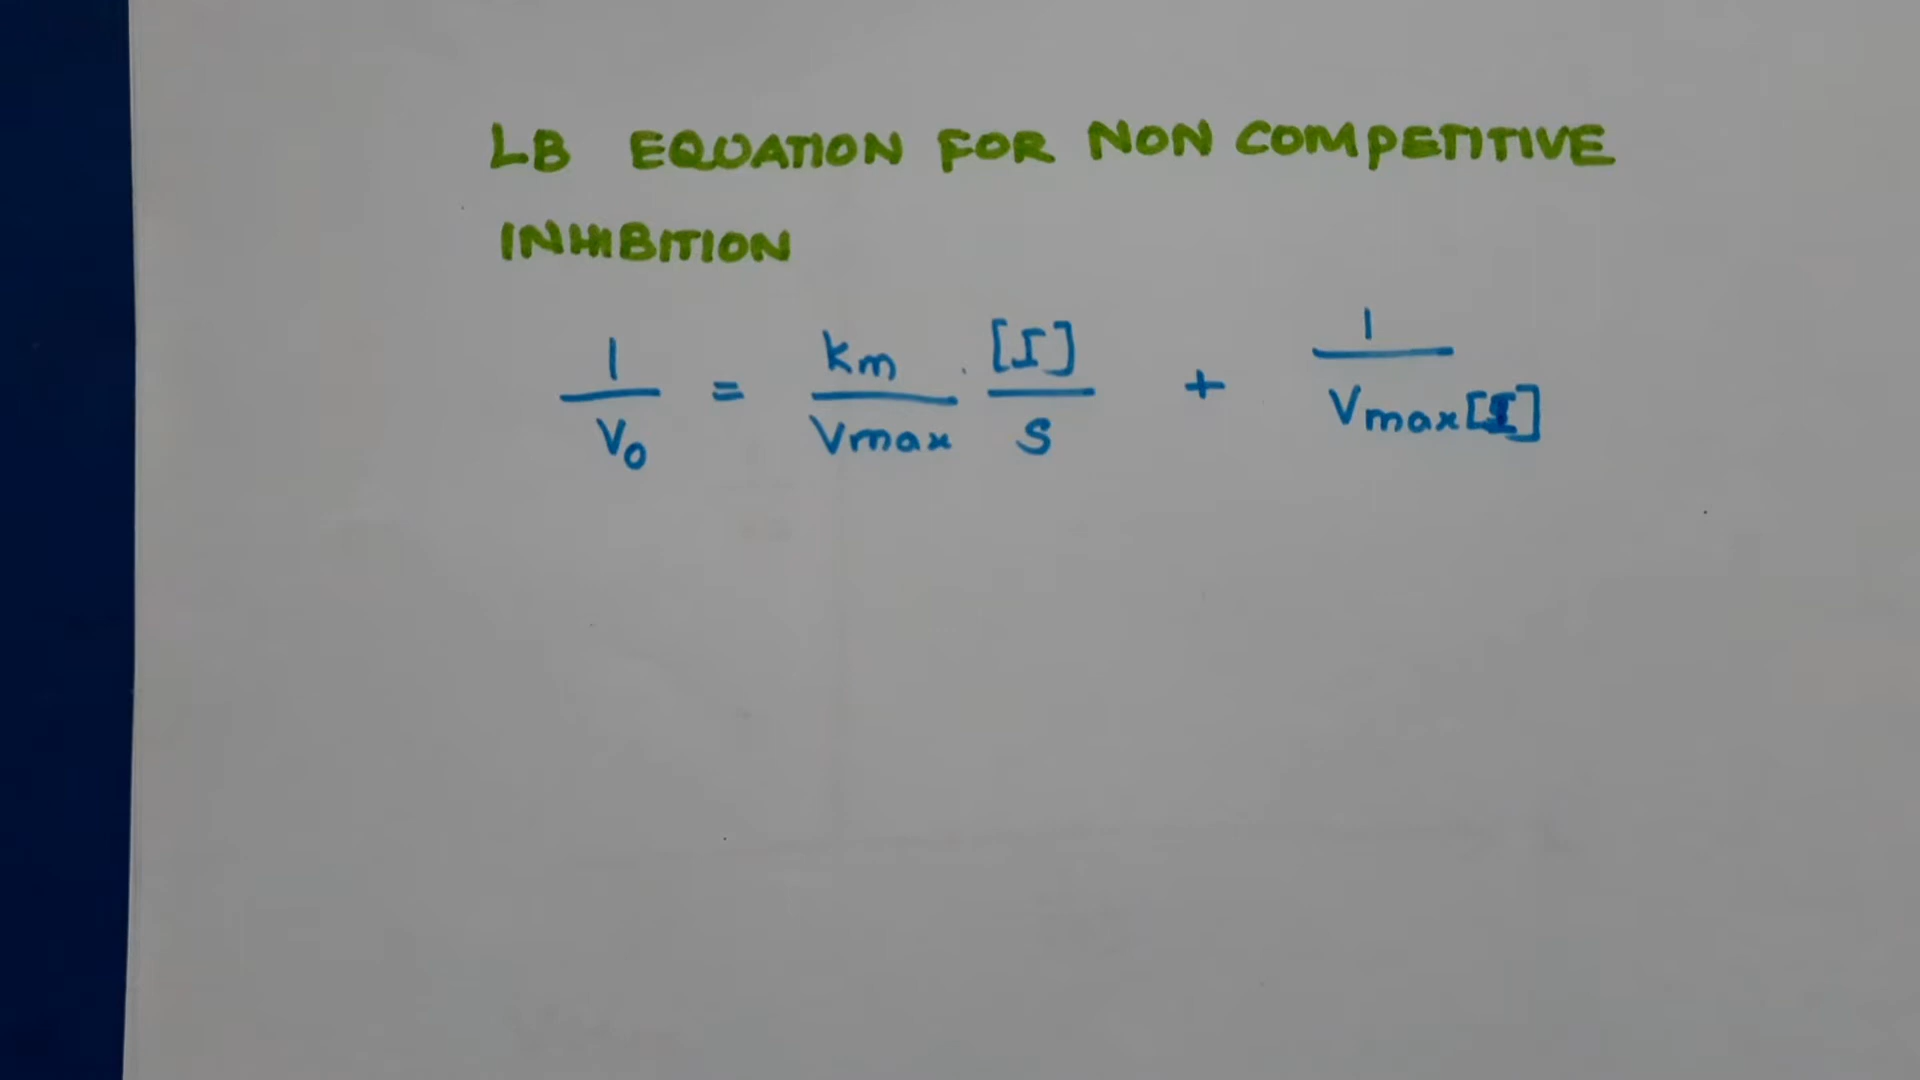 LB EQUATION FOR NON COMPETITIVE
INHIBITION
1/V₀ = Km/Vmax . [I]/S + 1/Vmax[I]